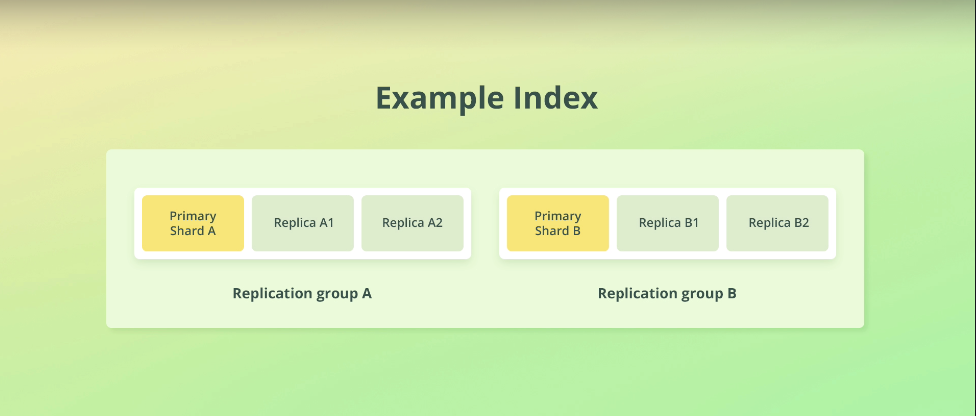 Example Index
Primary
Shard A
Replica A1
Replica A2
Primary
Shard B
Replica B1
Replica B2
Replication group A
Replication group B